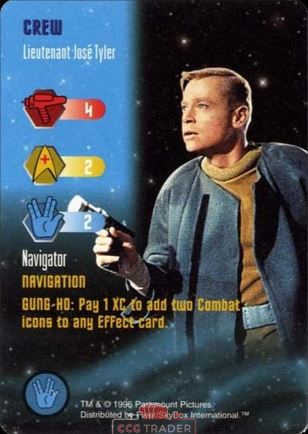 CREW
Lieutenant José Tyler
4
2
2
Navigator
NAVIGATION
GUNG-HO: Pay 1 XC to add two Combat
icons to any Effect card.
TM & © 1996 Paramount Pictures.
Distributed by Fleer/SkyBox International.™
CCG TRADER